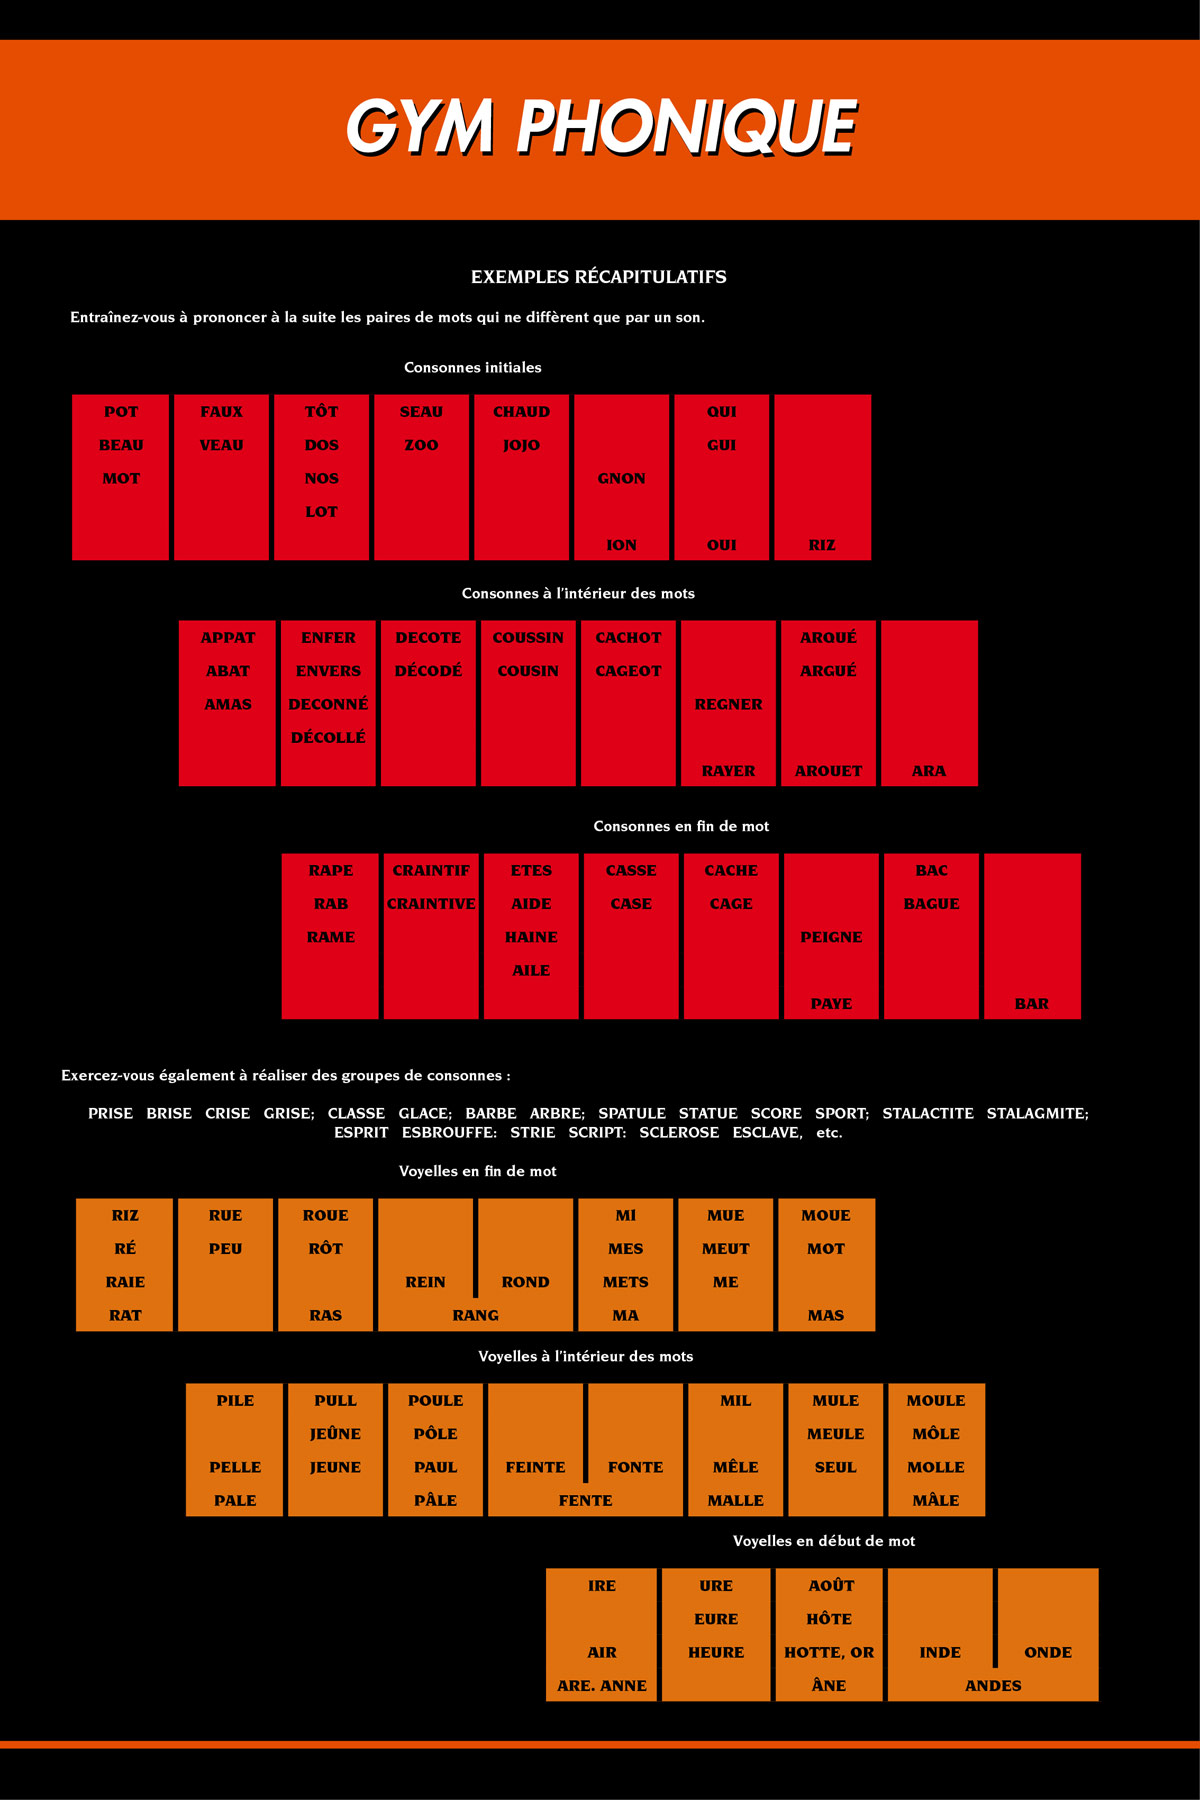 GYM PHONIQUE
EXEMPLES RÉCAPITULATIFS
Entraînez-vous à prononcer à la suite les paires de mots qui ne diffèrent que par un son.
Consonnes initiales
POT FAUX TÔT SEAU CHAUD QUI
BEAU VEAU DOS ZOO JOJO GUI
MOT NOS GNON
LOT
ION OUI RIZ
Consonnes à l'intérieur des mots
APPAT ENFER DECOTE COUSSIN CACHOT ARQUÉ
ABAT ENVERS DÉCODÉ COUSIN CAGEOT ARGUÉ
AMAS DECONNÉ REGNER
DÉCOLLÉ
RAYER AROUET ARA
Consonnes en fin de mot
RAPE CRAINTIF ETES CASSE CACHE BAC
RAB CRAINTIVE AIDE CASE CAGE BAGUE
RAME HAINE PEIGNE
AILE
PAYE BAR
Exercez-vous également à réaliser des groupes de consonnes :
PRISE BRISE CRISE GRISE; CLASSE GLACE; BARBE ARBRE; SPATULE STATUE SCORE SPORT; STALACTITE STALAGMITE;
ESPRIT ESBROUFFE: STRIE SCRIPT: SCLEROSE ESCLAVE, etc.
Voyelles en fin de mot
RIZ RUE ROUE MI MUE MOUE
RÉ PEU RÔT MES MEUT MOT
RAIE REIN ROND METS ME
RAT RAS RANG MA MAS
Voyelles à l'intérieur des mots
PILE PULL POULE MIL MULE MOULE
JEÛNE PÔLE MEULE MÔLE
PELLE JEUNE PAUL FEINTE FONTE MÊLE SEUL MOLLE
PALE PÂLE FENTE MALLE MÂLE
Voyelles en début de mot
IRE URE AOÛT
EURE HÔTE
AIR HEURE HOTTE, OR INDE ONDE
ARE. ANNE ÂNE ANDES